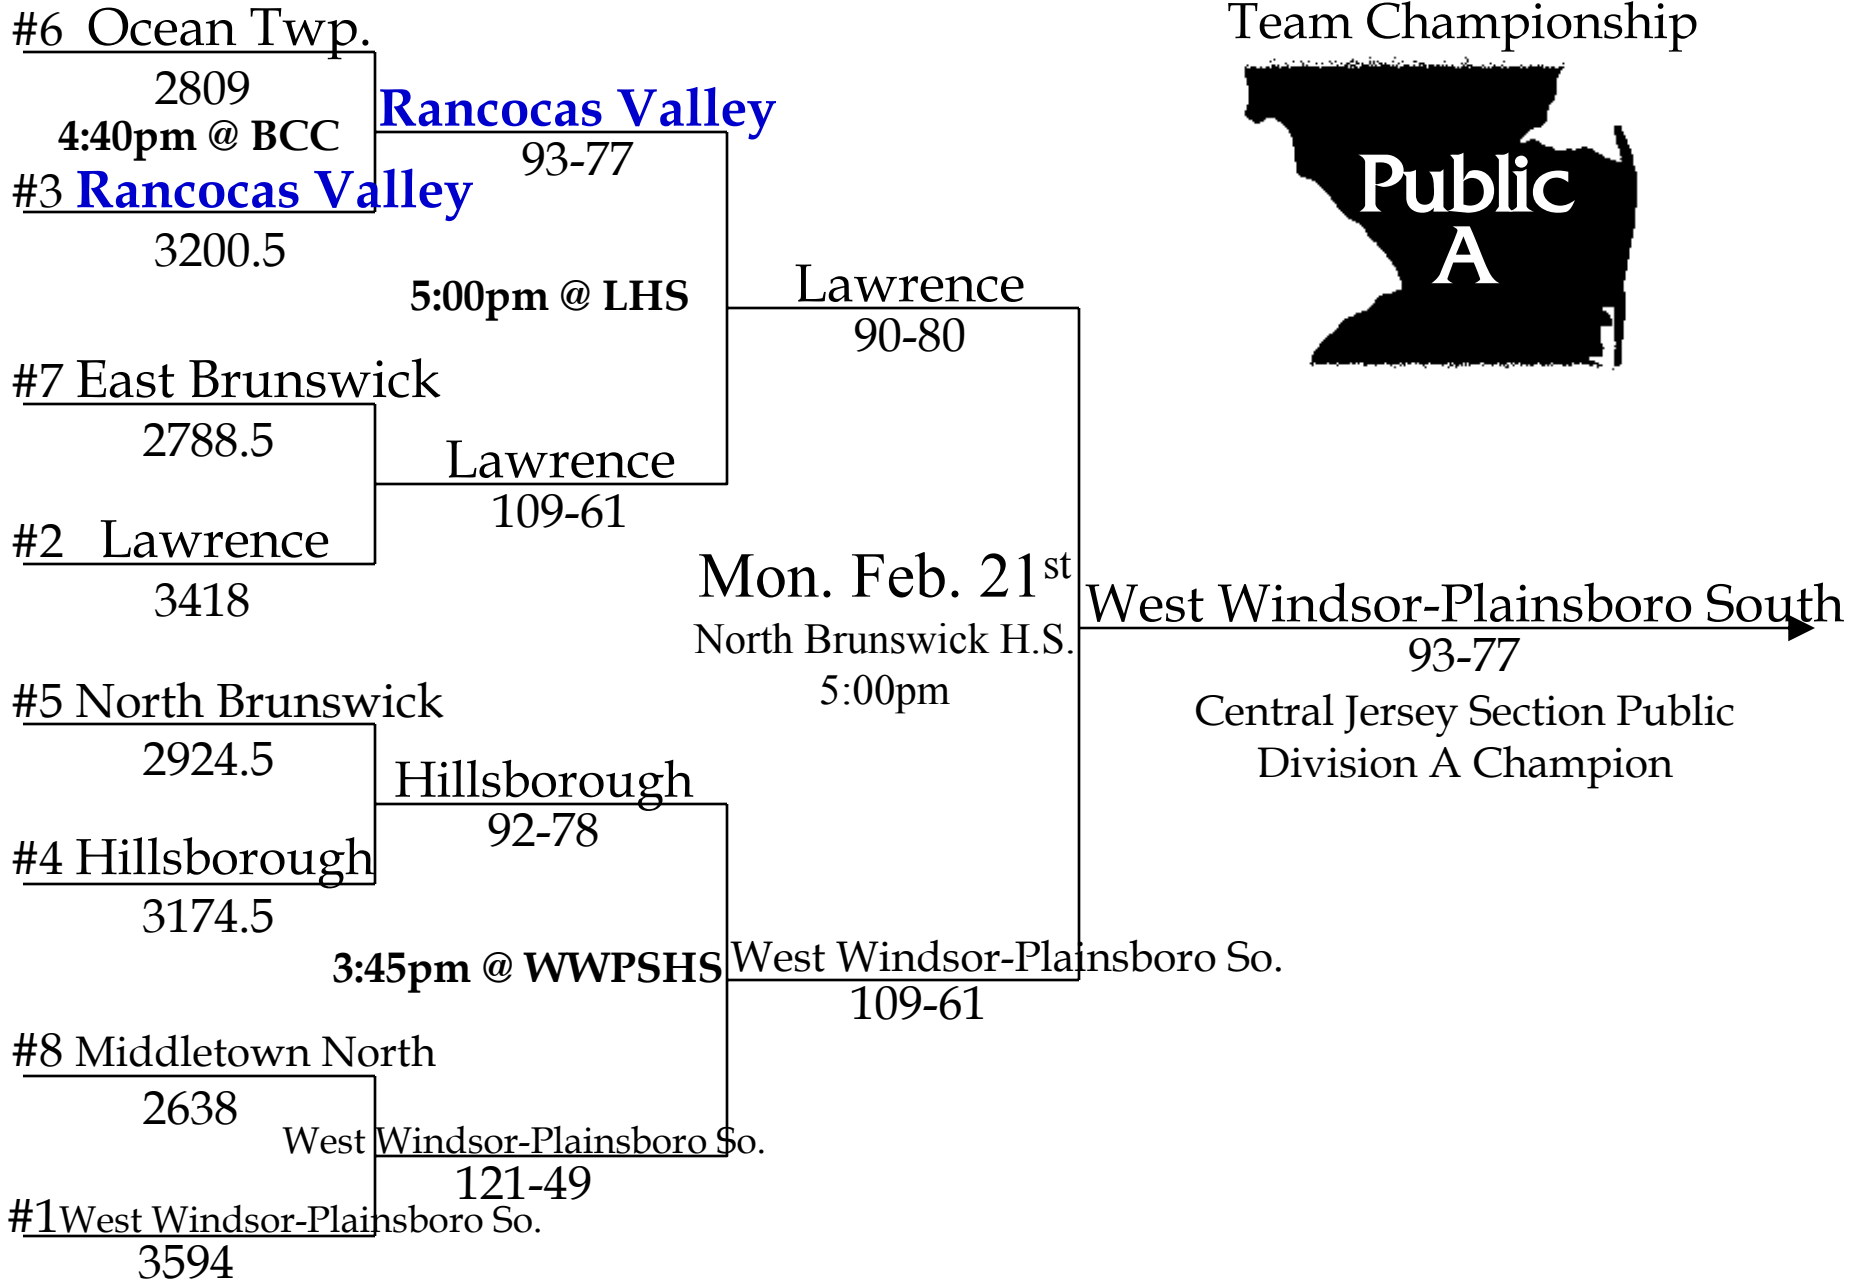 Team Championship
Public
A
#6 Ocean Twp.
2809
4:40pm @ BCC
#3 Rancocas Valley
3200.5
Rancocas Valley
93-77
5:00pm @ LHS
#7 East Brunswick
2788.5
#2 Lawrence
3418
Lawrence
109-61
Lawrence
90-80
Mon. Feb. 21st
North Brunswick H.S.
5:00pm
West Windsor-Plainsboro South
93-77
Central Jersey Section Public
Division A Champion
#5 North Brunswick
2924.5
#4 Hillsborough
3174.5
Hillsborough
92-78
3:45pm @ WWPSHS
West Windsor-Plainsboro So.
109-61
#8 Middletown North
2638
West Windsor-Plainsboro So.
121-49
#1 West Windsor-Plainsboro So.
3594